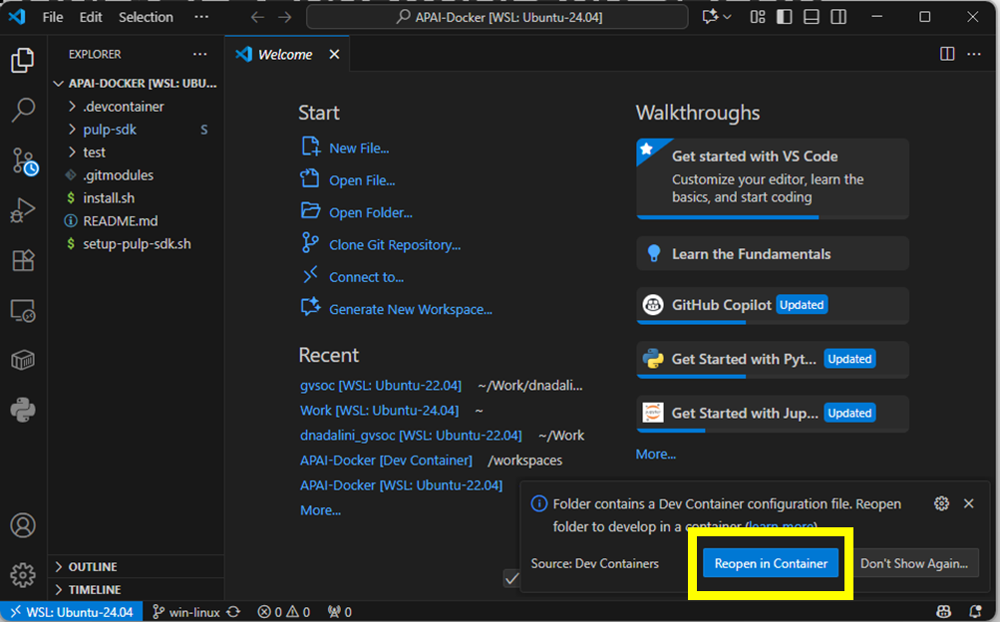 File Edit Selection ··· APAI-Docker [WSL: Ubuntu-24.04]
EXPLORER ···
APAI-DOCKER [WSL: UBU...
.devcontainer
pulp-sdk S
test
.gitmodules
$ install.sh
README.md
$ setup-pulp-sdk.sh
OUTLINE
TIMELINE
Welcome
Start
New File...
Open File...
Open Folder...
Clone Git Repository...
Connect to...
Generate New Workspace...
Recent
gvsoc [WSL: Ubuntu-22.04] ~/Work/dnadali...
Work [WSL: Ubuntu-24.04] ~
dnadalini_gvsoc [WSL: Ubuntu-22.04] ~/Work
APAI-Docker [Dev Container] /workspaces
APAI-Docker [WSL: Ubuntu-22.04]
More...
Walkthroughs
Get started with VS Code
Customize your editor, learn the
basics, and start coding
Learn the Fundamentals
GitHub Copilot Updated
Get Started with Pyt... Updated
Get Started with Jup... Updated
More...
Folder contains a Dev Container configuration file. Reopen
folder to develop in a container (learn more)
Source: Dev Containers Reopen in Container Don't Show Again...
WSL: Ubuntu-24.04 win-linux 0 0 0